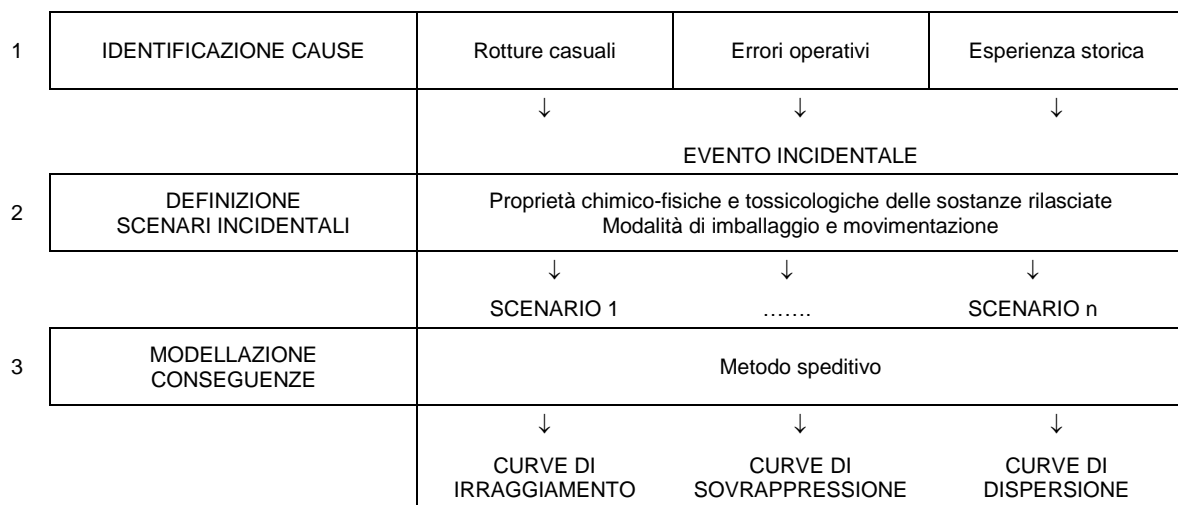 1 IDENTIFICAZIONE CAUSE Rotture casuali Errori operativi Esperienza storica
↓ ↓ ↓
EVENTO INCIDENTALE
2 DEFINIZIONE
SCENARI INCIDENTALI
Proprietà chimico-fisiche e tossicologiche delle sostanze rilasciate
Modalità di imballaggio e movimentazione
↓ ↓ ↓
SCENARIO 1 ……. SCENARIO n
3 MODELLAZIONE
CONSEGUENZE
Metodo speditivo
↓ ↓ ↓
CURVE DI
IRRAGGIAMENTO
CURVE DI
SOVRAPPRESSIONE
CURVE DI
DISPERSIONE